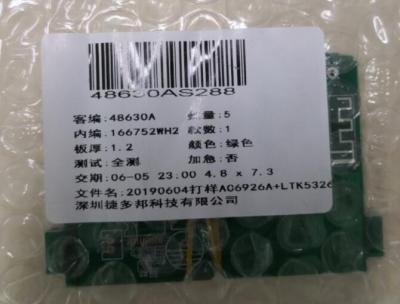 48630AS288
客编: 48630A 数量: 5
内编: 166752WH2 款数: 1
板厚: 1.2 颜色: 绿色
测试: 全测 加急: 否
交期: 06-05 23:00 4.8 x 7.3
文件名: 20190604打样AC6926A+LTK5326
深圳捷多邦科技有限公司